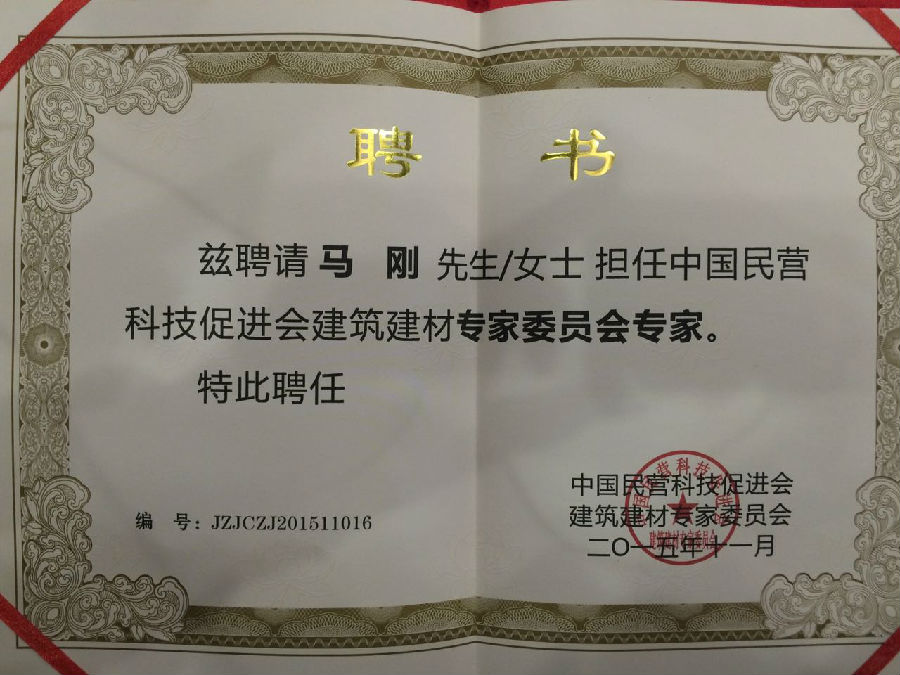 聘 书
兹聘请 马 刚 先生/女士 担任中国民营
科技促进会建筑建材专家委员会专家。
特此聘任
编 号：JZJCZJ201511016
中国民营科技促进会
建筑建材专家委员会
二〇一五年十一月